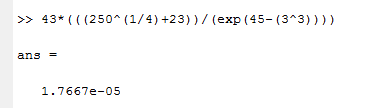 >> 43*(((250^(1/4)+23))/(exp(45-(3^3))))
ans =
1.7667e-05